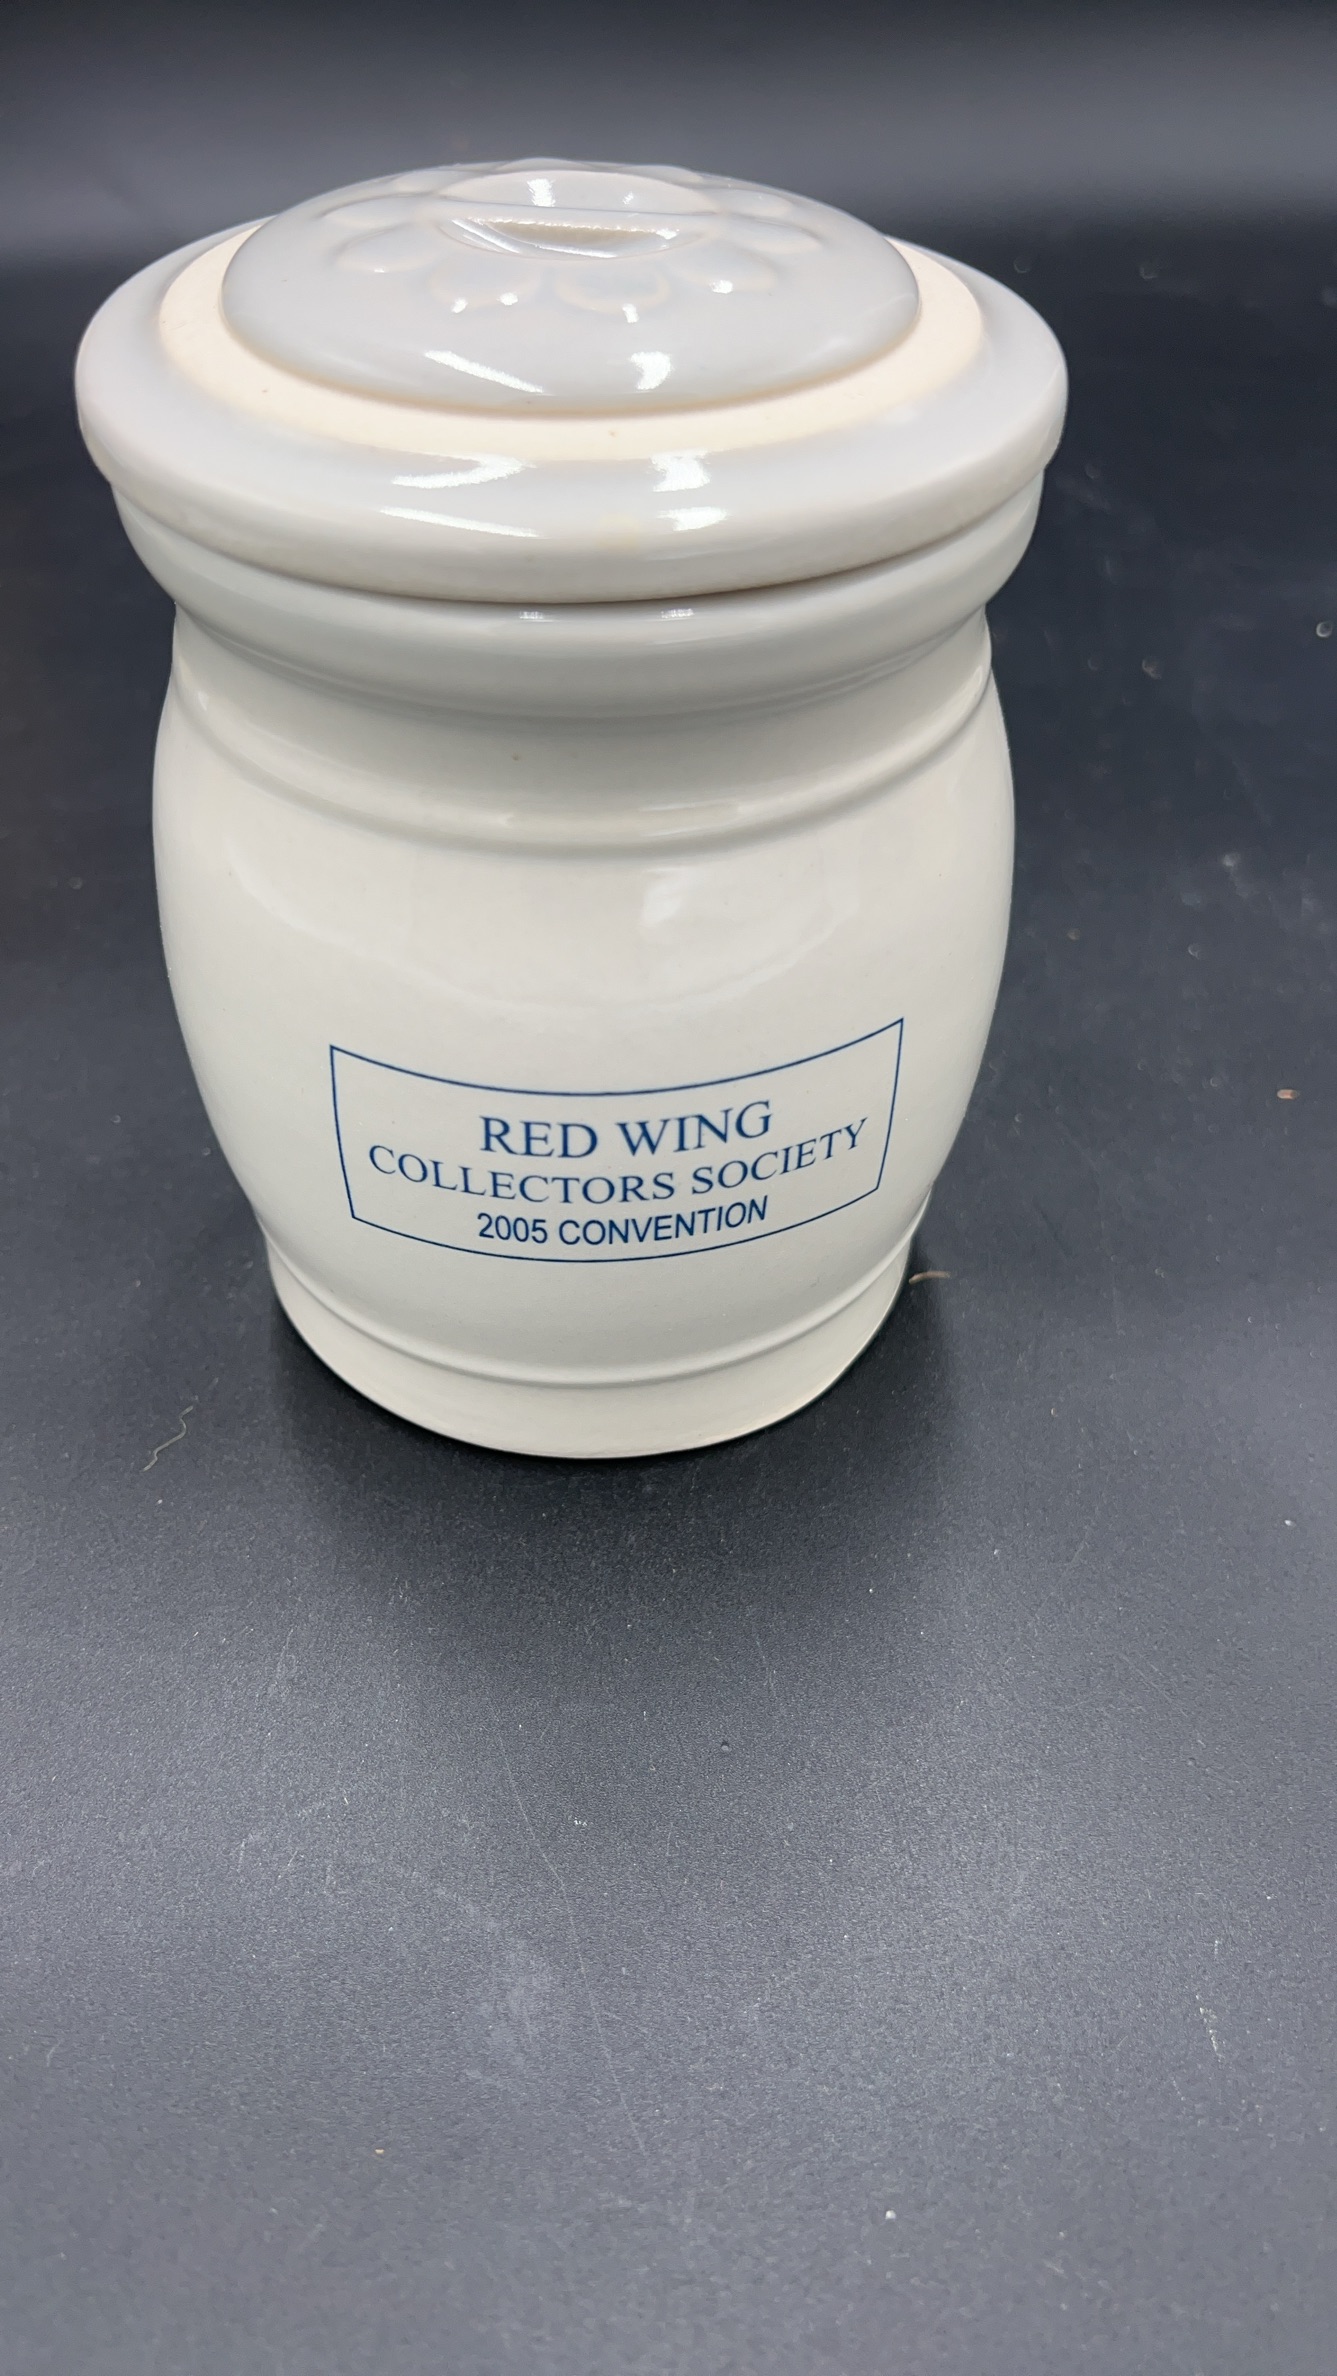 RED WING
COLLECTORS SOCIETY
2005 CONVENTION